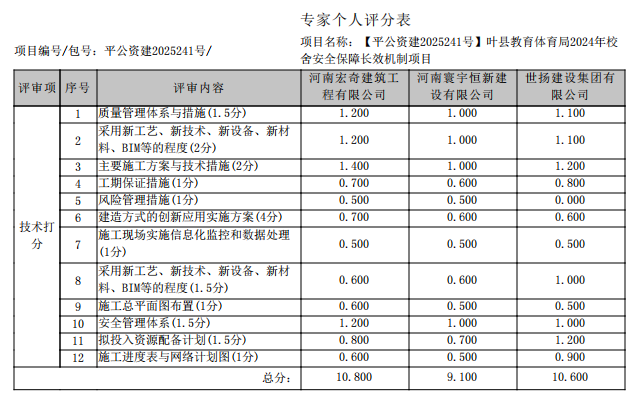 专家个人评分表
项目编号/包号: 平公资建2025241号/
项目名称: 【平公资建2025241号】叶县教育体育局2024年校
舍安全保障长效机制项目
评审项 序号 评审内容 河南宏奇建筑工程有限公司 河南寰宇恒新建设有限公司 世扬建设集团有限公司
技术打分
1 质量管理体系与措施(1.5分) 1.200 1.000 1.100
2 采用新工艺、新技术、新设备、新材料、BIM等的程度(2分) 1.200 1.000 1.100
3 主要施工方案与技术措施(2分) 1.400 1.000 1.200
4 工期保证措施(1分) 0.700 0.600 0.800
5 风险管理措施(1分) 0.500 0.500 0.000
6 建造方式的创新应用实施方案(4分) 0.700 0.600 0.600
7 施工现场实施信息化监控和数据处理(1分) 0.500 0.500 0.500
8 采用新工艺、新技术、新设备、新材料、BIM等的程度(1.5分) 0.600 0.600 1.000
9 施工总平面图布置(1分) 0.600 0.500 0.500
10 安全管理体系(1.5分) 1.200 1.000 1.000
11 拟投入资源配备计划(1.5分) 0.800 0.700 1.200
12 施工进度表与网络计划图(1分) 0.600 0.500 0.900
总分: 10.800 9.100 10.600